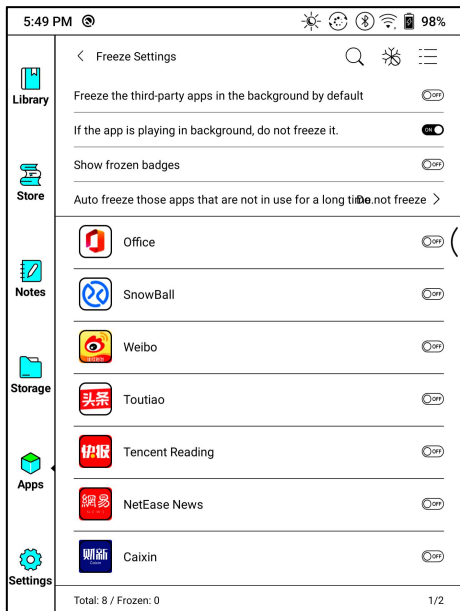 5:49 PM 98%
Freeze Settings
Library
Freeze the third-party apps in the background by default OFF
If the app is playing in background, do not freeze it. ON
Show frozen badges OFF
Store
Auto freeze those apps that are not in use for a long time. Do not freeze
Office OFF
Notes
SnowBall OFF
Weibo OFF
Storage
头条 Toutiao OFF
快报 Tencent Reading OFF
Apps
網易 NEWS NetEase News OFF
财新 Caixin Caixin OFF
Settings
Total: 8 / Frozen: 0 1/2